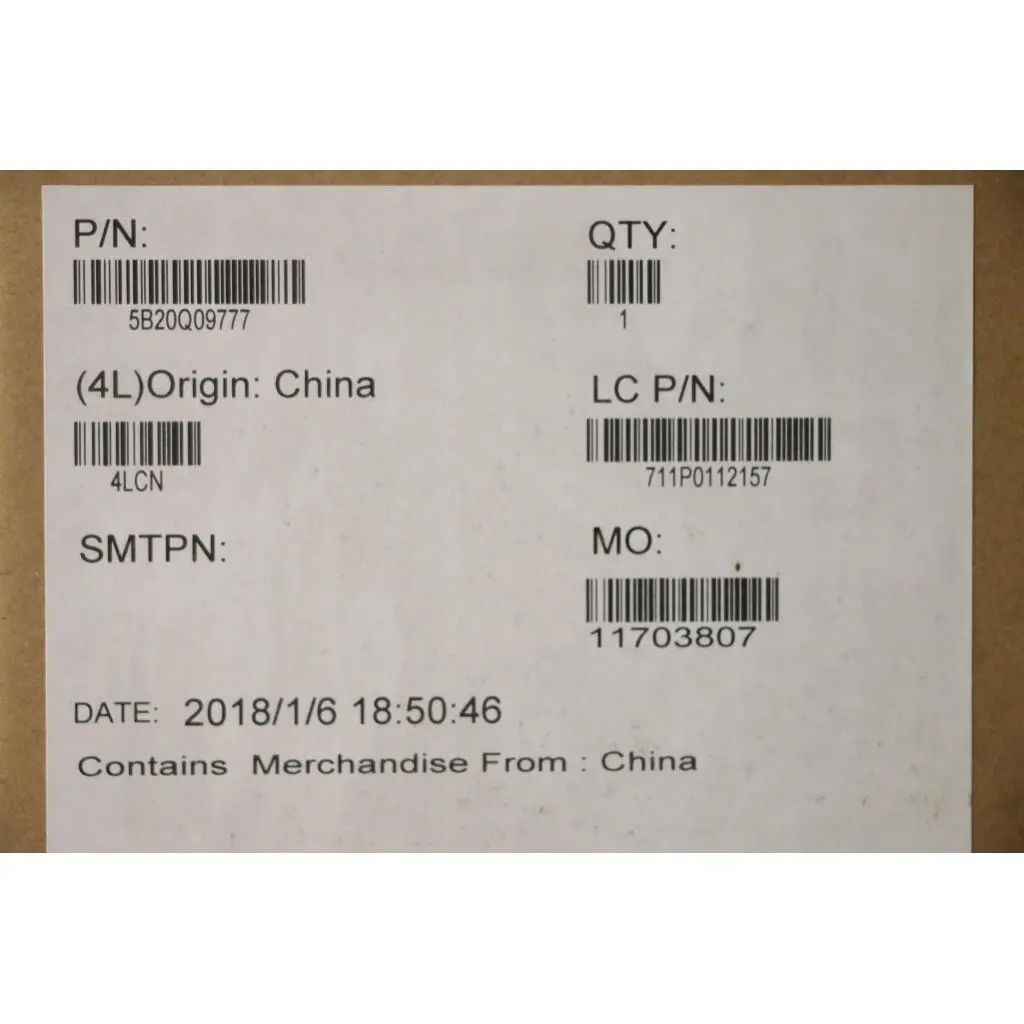 P/N:
QTY:
5B20Q09777
1
(4L)Origin: China
LC P/N:
4LCN
711P0112157
SMTPN:
MO:
11703807
DATE: 2018/1/6 18:50:46
Contains Merchandise From : China